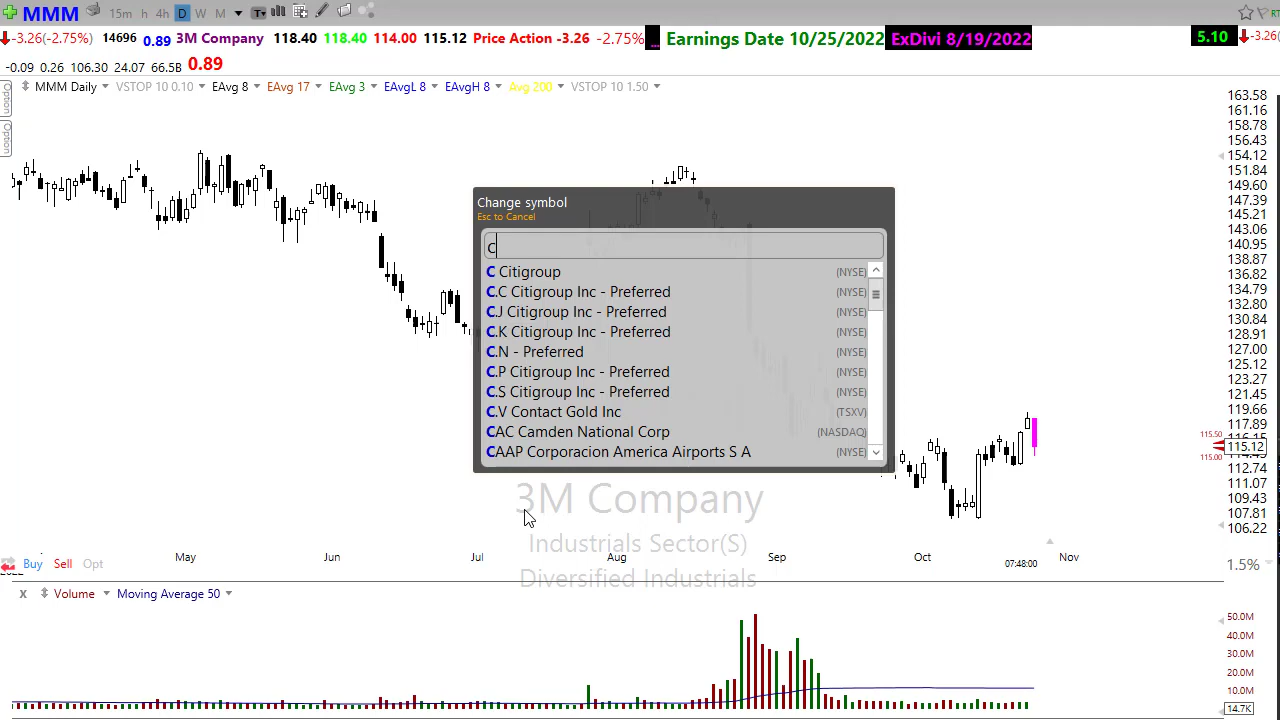 MMM 15m h 4h D W M T
-3.26(-2.75%) 14696 0.89 3M Company 118.40 118.40 114.00 115.12 Price Action -3.26 -2.75% ... Earnings Date 10/25/2022 ExDivi 8/19/2022 5.10 -3.26(
-0.09 0.26 106.30 24.07 66.5B 0.89
Option
Option
MMM Daily VSTOP 10 0.10 EAvg 8 EAvg 17 EAvg 3 EAvgL 8 EAvgH 8 Avg 200 VSTOP 10 1.50
163.58
161.16
158.78
156.43
154.12
151.84
149.60
147.39
145.21
143.06
140.95
138.87
136.82
134.79
132.80
130.84
128.91
127.00
125.12
123.27
121.45
119.66
117.89
115.50
115.12
115.00
112.74
111.07
109.43
107.81
106.22
Change symbol
Esc to Cancel
C
C Citigroup (NYSE)
C.C Citigroup Inc - Preferred (NYSE)
C.J Citigroup Inc - Preferred (NYSE)
C.K Citigroup Inc - Preferred (NYSE)
C.N - Preferred (NYSE)
C.P Citigroup Inc - Preferred (NYSE)
C.S Citigroup Inc - Preferred (NYSE)
C.V Contact Gold Inc (TSXV)
CAC Camden National Corp (NASDAQ)
CAAP Corporacion America Airports S A (NYSE)
3M Company
Industrials Sector(S)
Diversified Industrials
May Jun Jul Aug Sep Oct Nov
07:48:00
Buy Sell Opt
1.5%
X Volume Moving Average 50
50.0M
40.0M
30.0M
20.0M
10.0M
14.7K